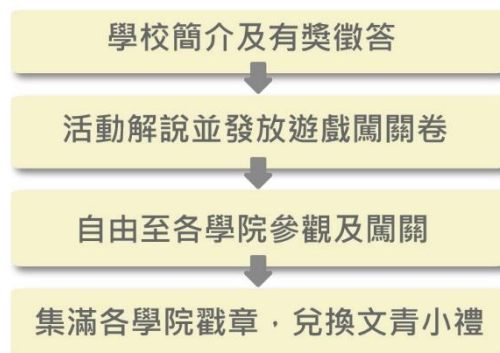 學校簡介及有獎徵答
活動解說並發放遊戲闖關卷
自由至各學院參觀及闖關
集滿各學院戳章，兌換文青小禮